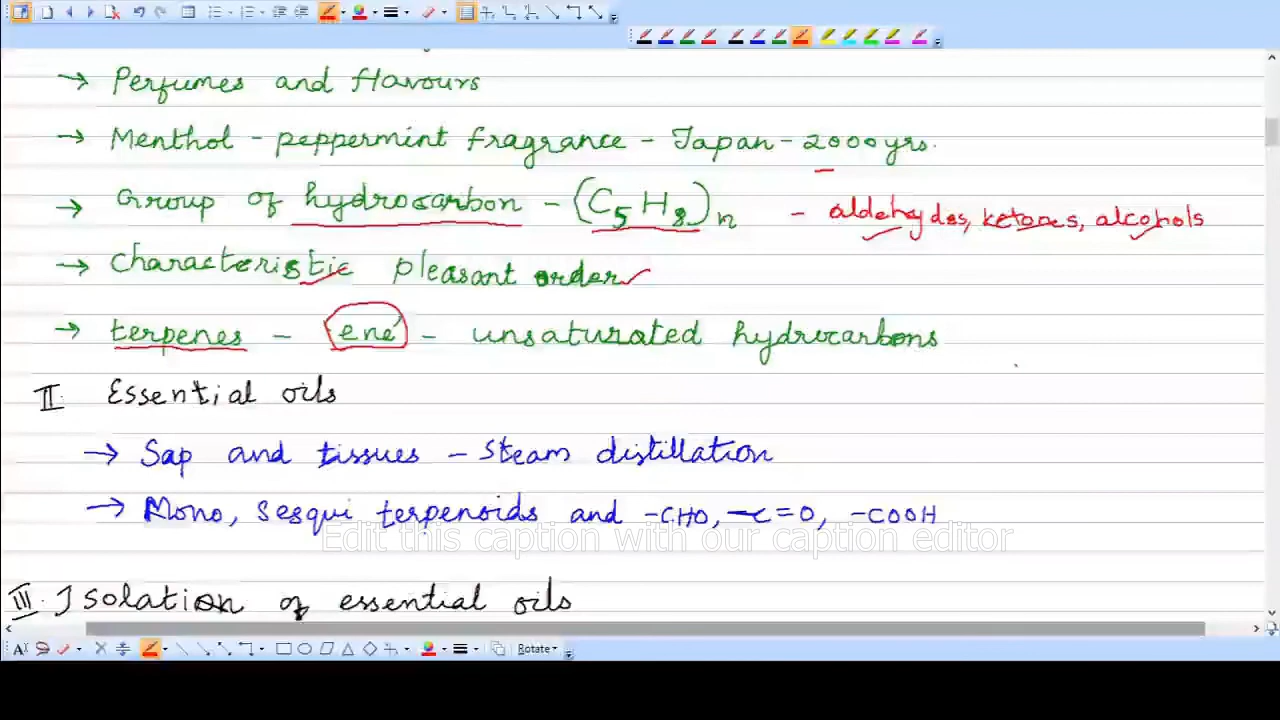 → Perfumes and flavours
→ Menthol - peppermint fragrance - Japan - 2000 yrs.
→ Group of hydrocarbon - (C5H8)n - aldehydes, ketones, alcohols
→ Characteristic pleasant order
→ terpenes - ene - unsaturated hydrocarbons
II. Essential oils
→ Sap and tissues - Steam distillation
→ Mono, Sesqui terpenoids and -CHO, -C=O, -COOH
Edit this caption with our caption editor
III. Isolation of essential oils
Rotate